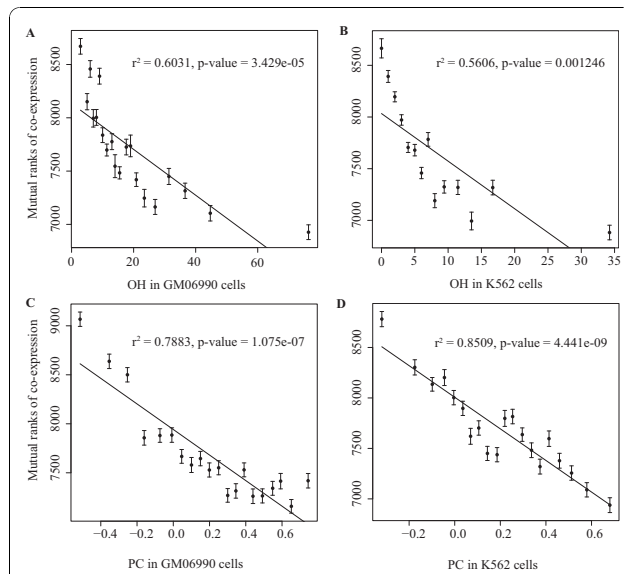 A
r² = 0.6031, p-value = 3.429e-05
Mutual ranks of co-expression
8500
8000
7500
7000
0 20 40 60
OH in GM06990 cells
B
r² = 0.5606, p-value = 0.001246
8500
8000
7500
7000
0 5 10 15 20 25 30 35
OH in K562 cells
C
r² = 0.7883, p-value = 1.075e-07
Mutual ranks of co-expression
9000
8500
8000
7500
−0.4 −0.2 0.0 0.2 0.4 0.6
PC in GM06990 cells
D
r² = 0.8509, p-value = 4.441e-09
8500
8000
7500
7000
−0.2 0.0 0.2 0.4 0.6
PC in K562 cells